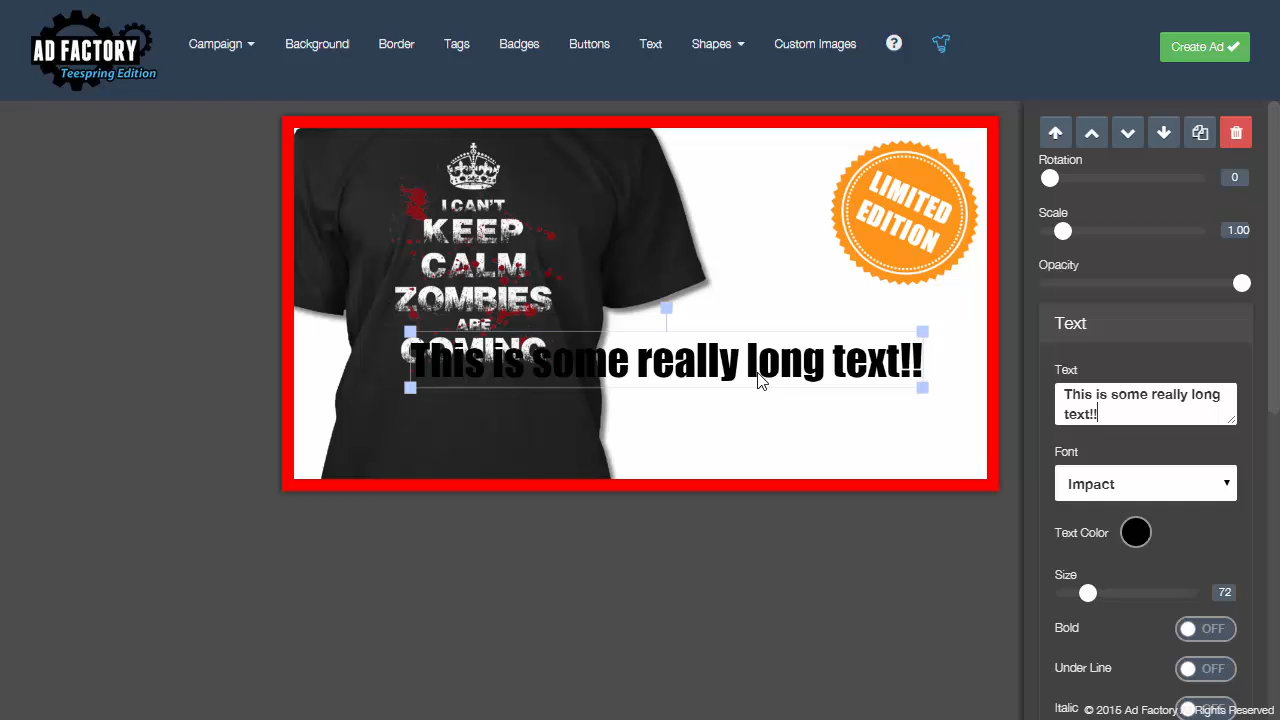 AD FACTORY
Teespring Edition
Campaign
Background
Border
Tags
Badges
Buttons
Text
Shapes
Custom Images
?
Create Ad
I CAN'T
KEEP
CALM
ZOMBIES
ARE
COMING
LIMITED
EDITION
This is some really long text!!
Rotation
0
Scale
1.00
Opacity
Text
Text
This is some really long
text!!
Font
Impact
Text Color
Size
72
Bold
OFF
Under Line
OFF
Italic
OFF
© 2015 Ad Factory. All Rights Reserved